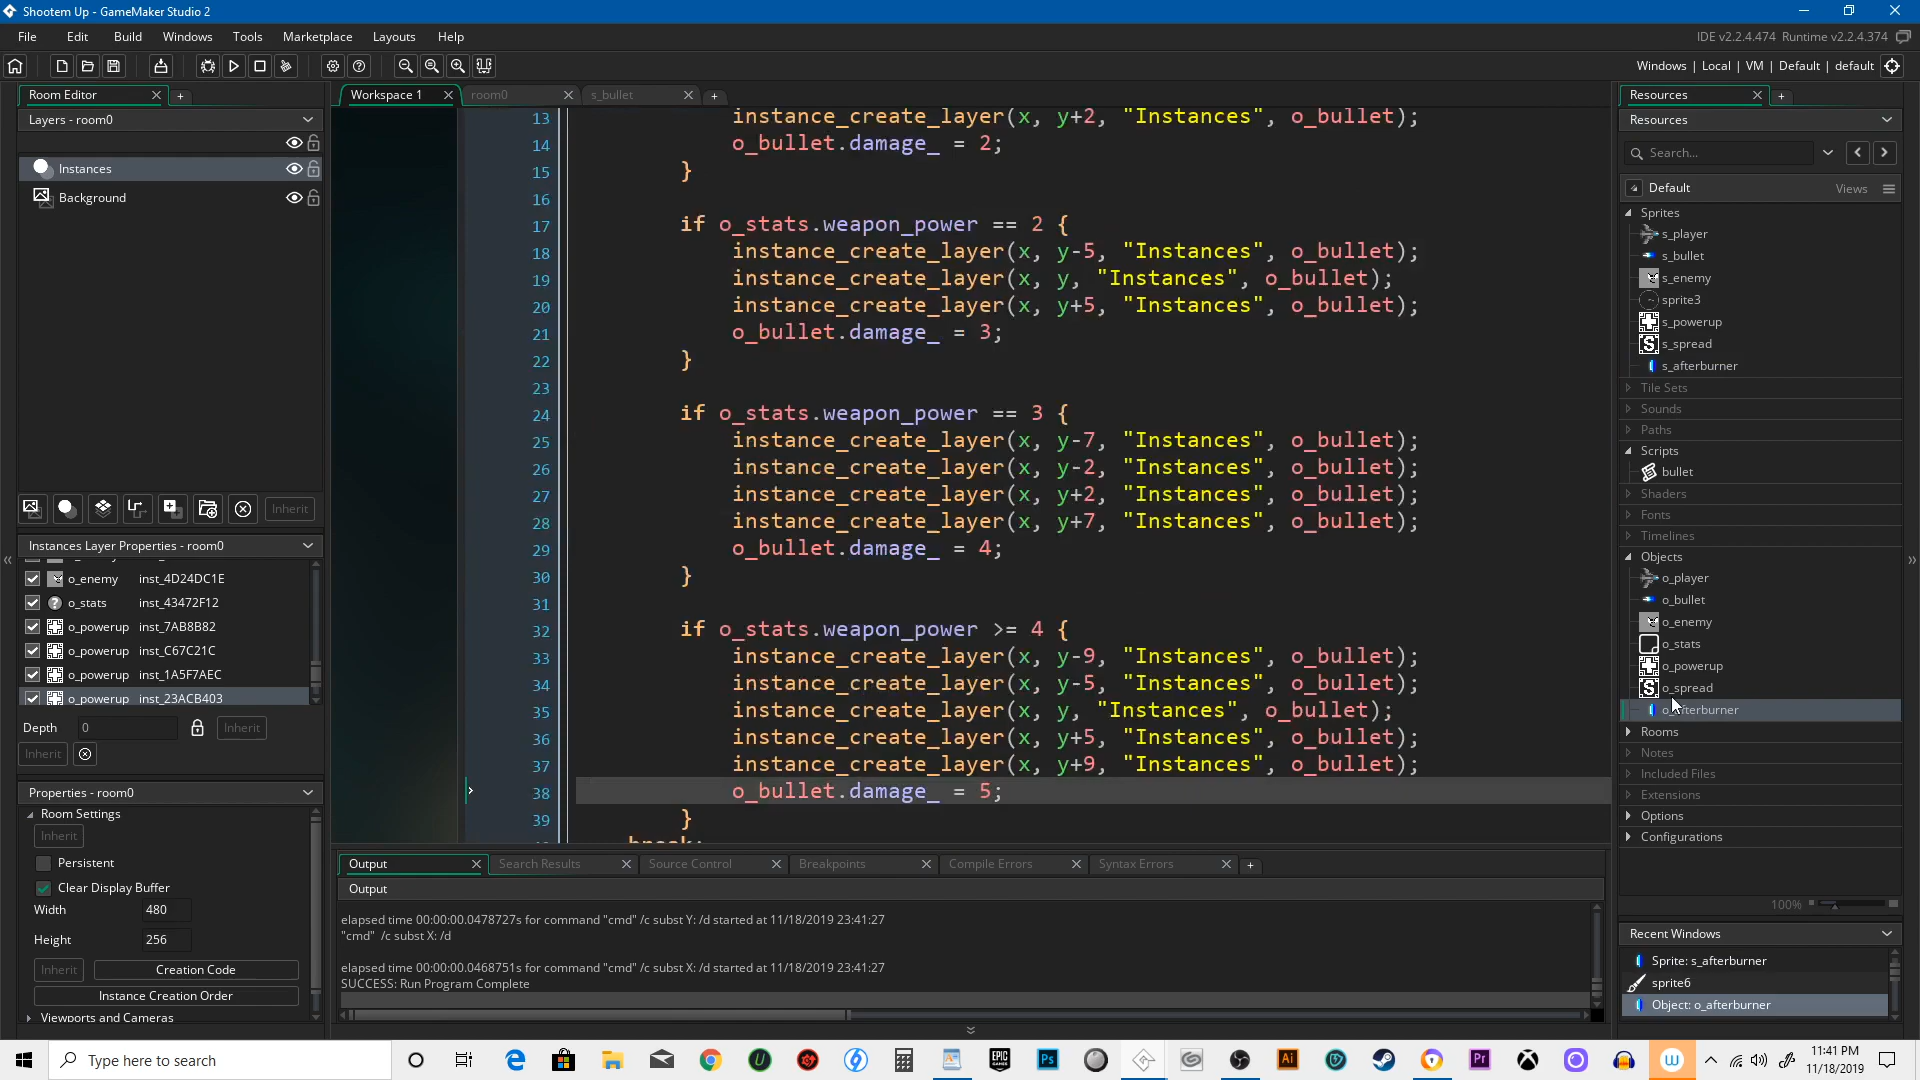 Shootem Up - GameMaker Studio 2
File Edit Build Windows Tools Marketplace Layouts Help
IDE v2.2.4.474 Runtime v2.2.4.374
Windows | Local | VM | Default | default
Room Editor
Layers - room0
Instances
Background
Inherit
Instances Layer Properties - room0
o_enemy inst_4D24DC1E
o_stats inst_43472F12
o_powerup inst_7AB8B82
o_powerup inst_C67C21C
o_powerup inst_1A5F7AEC
o_powerup inst_23ACB403
Depth 0 Inherit
Inherit
Properties - room0
Room Settings
Inherit
Persistent
Clear Display Buffer
Width 480
Height 256
Inherit Creation Code
Instance Creation Order
Viewports and Cameras
Workspace 1 room0 s_bullet
13 instance_create_layer(x, y+2, "Instances", o_bullet);
14 o_bullet.damage_ = 2;
15 }
16
17 if o_stats.weapon_power == 2 {
18 instance_create_layer(x, y-5, "Instances", o_bullet);
19 instance_create_layer(x, y, "Instances", o_bullet);
20 instance_create_layer(x, y+5, "Instances", o_bullet);
21 o_bullet.damage_ = 3;
22 }
23
24 if o_stats.weapon_power == 3 {
25 instance_create_layer(x, y-7, "Instances", o_bullet);
26 instance_create_layer(x, y-2, "Instances", o_bullet);
27 instance_create_layer(x, y+2, "Instances", o_bullet);
28 instance_create_layer(x, y+7, "Instances", o_bullet);
29 o_bullet.damage_ = 4;
30 }
31
32 if o_stats.weapon_power >= 4 {
33 instance_create_layer(x, y-9, "Instances", o_bullet);
34 instance_create_layer(x, y-5, "Instances", o_bullet);
35 instance_create_layer(x, y, "Instances", o_bullet);
36 instance_create_layer(x, y+5, "Instances", o_bullet);
37 instance_create_layer(x, y+9, "Instances", o_bullet);
38 o_bullet.damage_ = 5;
39 }
break;
Output Search Results Source Control Breakpoints Compile Errors Syntax Errors
Output
elapsed time 00:00:00.0478727s for command "cmd" /c subst Y: /d started at 11/18/2019 23:41:27
"cmd" /c subst X: /d
elapsed time 00:00:00.0468751s for command "cmd" /c subst X: /d started at 11/18/2019 23:41:27
SUCCESS: Run Program Complete
Resources
Resources
Search...
Default Views
Sprites
s_player
s_bullet
s_enemy
sprite3
s_powerup
s_spread
s_afterburner
Tile Sets
Sounds
Paths
Scripts
bullet
Shaders
Fonts
Timelines
Objects
o_player
o_bullet
o_enemy
o_stats
o_powerup
o_spread
o_afterburner
Rooms
Notes
Included Files
Extensions
Options
Configurations
100%
Recent Windows
Sprite: s_afterburner
sprite6
Object: o_afterburner
Type here to search
11:41 PM
11/18/2019